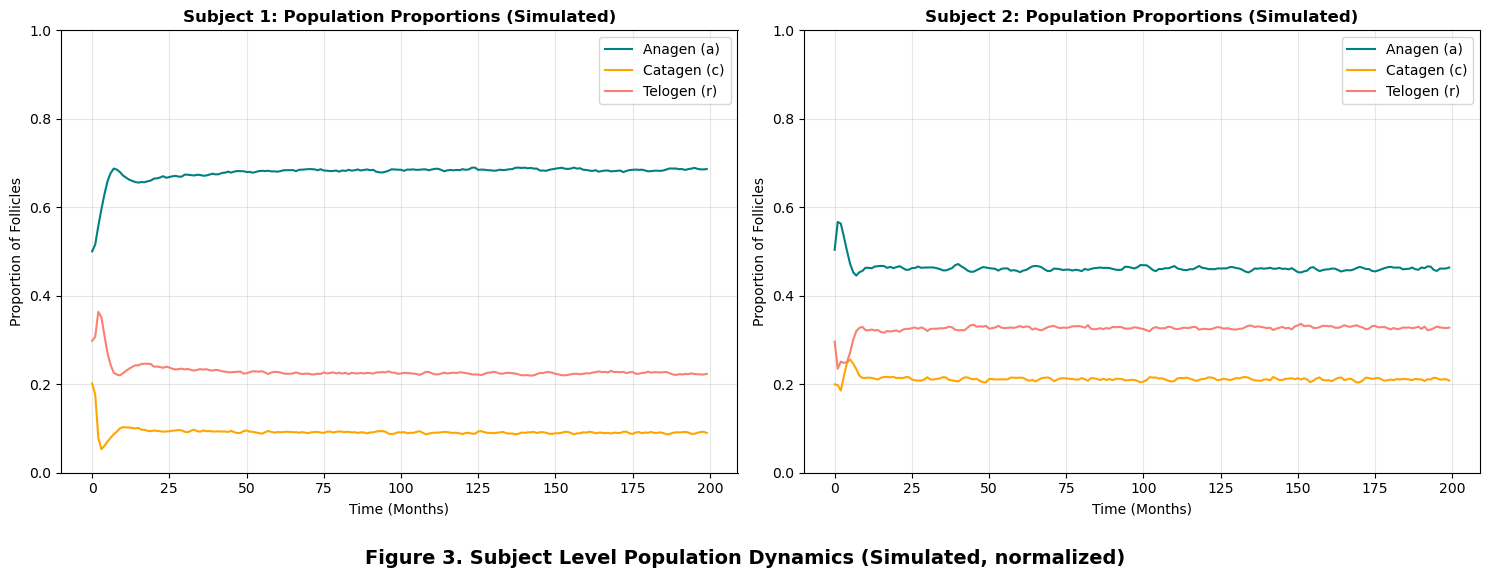 Subject 1: Population Proportions (Simulated)
Proportion of Follicles
1.0
0.8
0.6
0.4
0.2
0.0
Anagen (a)
Catagen (c)
Telogen (r)
0 25 50 75 100 125 150 175 200
Time (Months)
Subject 2: Population Proportions (Simulated)
Proportion of Follicles
1.0
0.8
0.6
0.4
0.2
0.0
Anagen (a)
Catagen (c)
Telogen (r)
0 25 50 75 100 125 150 175 200
Time (Months)
Figure 3. Subject Level Population Dynamics (Simulated, normalized)